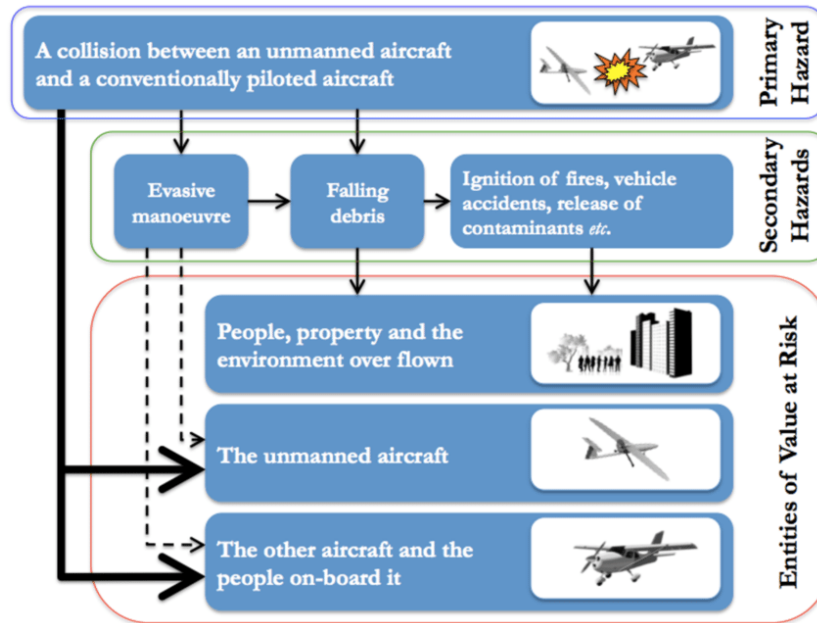 A collision between an unmanned aircraft
and a conventionally piloted aircraft
Primary
Hazard
Evasive
manoeuvre
Falling
debris
Ignition of fires, vehicle
accidents, release of
contaminants etc.
Secondary
Hazards
People, property and the
environment over flown
The unmanned aircraft
The other aircraft and the
people on-board it
Entities of Value at Risk